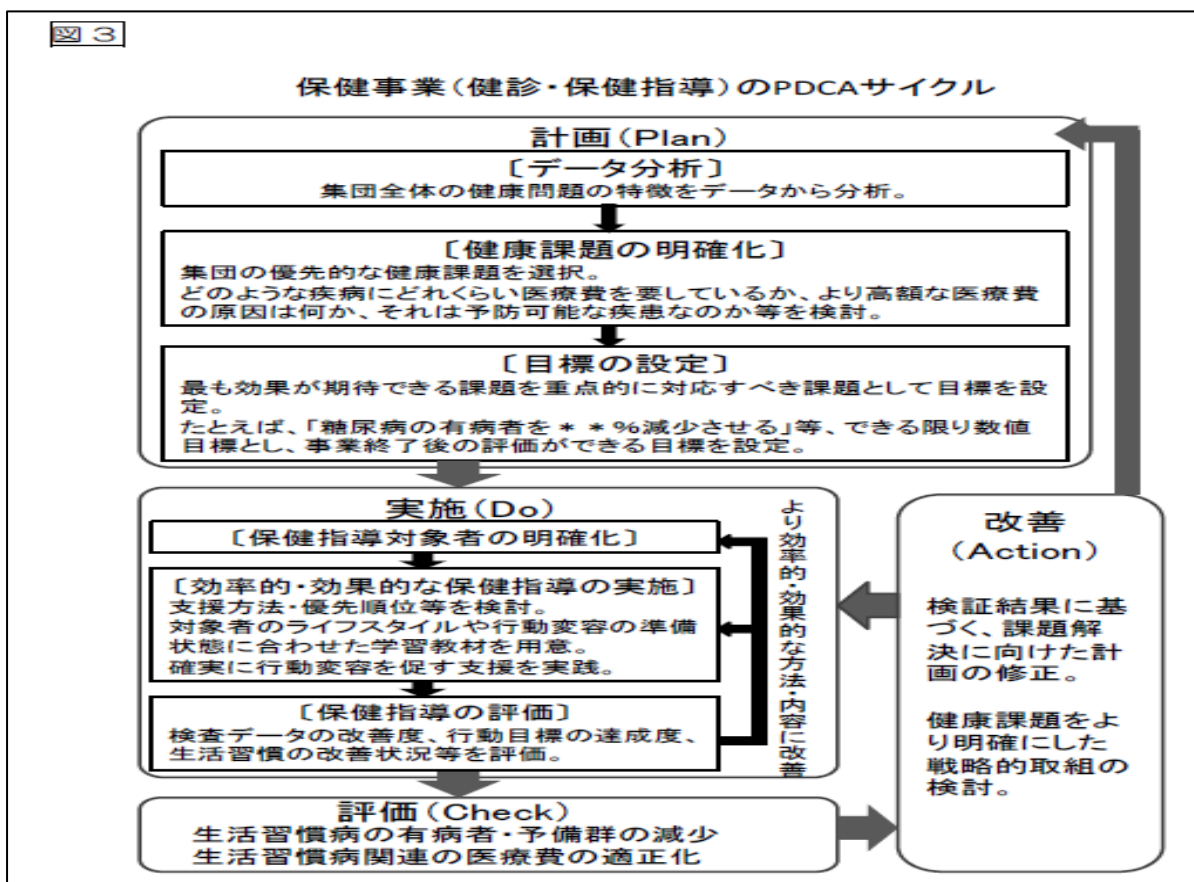 図3
保健事業(健診・保健指導)のPDCAサイクル
計画(Plan)
[データ分析]
集団全体の健康問題の特徴をデータから分析。
[健康課題の明確化]
集団の優先的な健康課題を選択。
どのような疾病にどれくらい医療費を要しているか、より高額な医療費
の原因は何か、それは予防可能な疾患なのか等を検討。
[目標の設定]
最も効果が期待できる課題を重点的に対応すべき課題として目標を設
定。
たとえば、「糖尿病の有病者を**%減少させる」等、できる限り数値
目標とし、事業終了後の評価ができる目標を設定。
実施(Do)
[保健指導対象者の明確化]
[効率的・効果的な保健指導の実施]
支援方法・優先順位等を検討。
対象者のライフスタイルや行動変容の準備
状態に合わせた学習教材を用意。
確実に行動変容を促す支援を実践。
[保健指導の評価]
検査データの改善度、行動目標の達成度、
生活習慣の改善状況等を評価。
より効率的・効果的な方法・内容に改善
評価(Check)
生活習慣病の有病者・予備群の減少
生活習慣病関連の医療費の適正化
改善
(Action)
検証結果に基
づく、課題解
決に向けた計
画の修正。
健康課題をよ
り明確にした
戦略的取組の
検討。